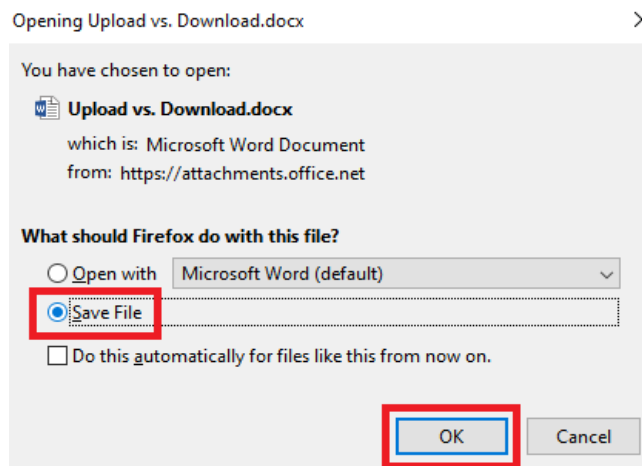 Opening Upload vs. Download.docx
You have chosen to open:
Upload vs. Download.docx
which is: Microsoft Word Document
from: https://attachments.office.net
What should Firefox do with this file?
Open with Microsoft Word (default)
Save File
Do this automatically for files like this from now on.
OK Cancel